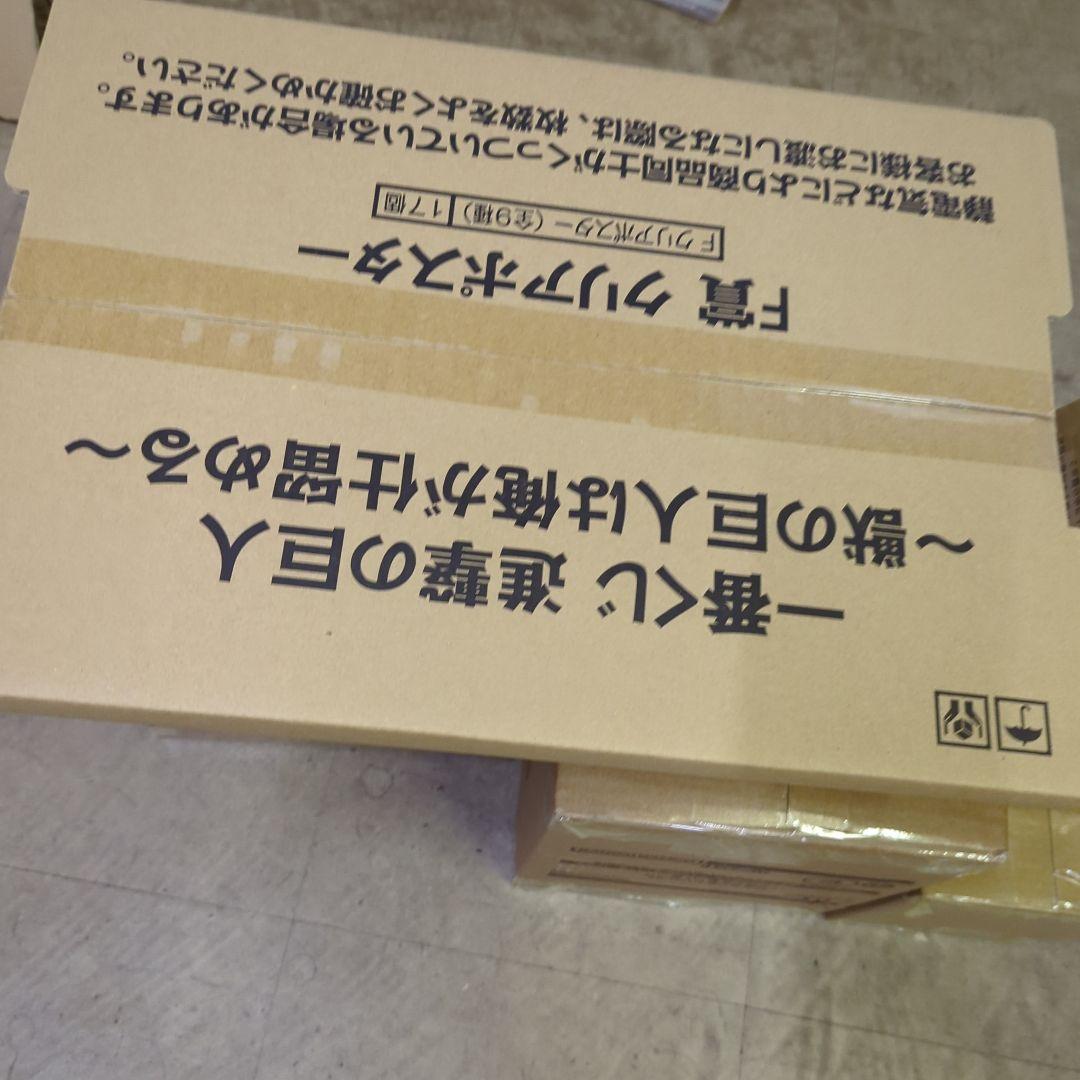 一番くじ 進撃の巨人
～獣の巨人は俺が仕留める～
F賞 クリアポスター
F クリアポスター（全9種） 17個
静電気などにより商品同士がくっついている場合があります。
お客様にお渡しになる際は、枚数をよくお確かめください。